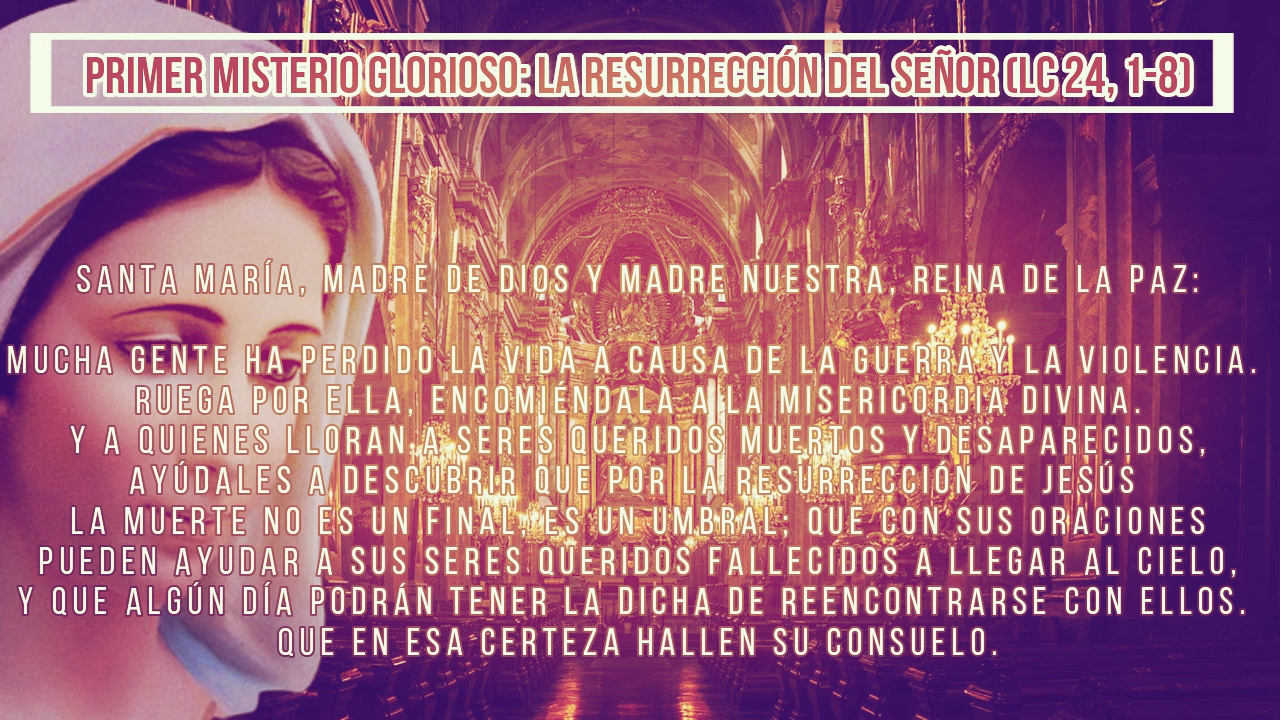 PRIMER MISTERIO GLORIOSO: LA RESURRECCIÓN DEL SEÑOR (LC 24, 1-8)
SANTA MARÍA, MADRE DE DIOS Y MADRE NUESTRA, REINA DE LA PAZ:
MUCHA GENTE HA PERDIDO LA VIDA A CAUSA DE LA GUERRA Y LA VIOLENCIA.
RUEGA POR ELLA, ENCOMIÉNDALA A LA MISERICORDIA DIVINA.
Y A QUIENES LLORAN A SERES QUERIDOS MUERTOS Y DESAPARECIDOS,
AYÚDALES A DESCUBRIR QUE POR LA RESURRECCIÓN DE JESÚS
LA MUERTE NO ES UN FINAL, ES UN UMBRAL; QUE CON SUS ORACIONES
PUEDEN AYUDAR A SUS SERES QUERIDOS FALLECIDOS A LLEGAR AL CIELO,
Y QUE ALGÚN DÍA PODRÁN TENER LA DICHA DE REENCONTRARSE CON ELLOS.
QUE EN ESA CERTEZA HALLEN SU CONSUELO.